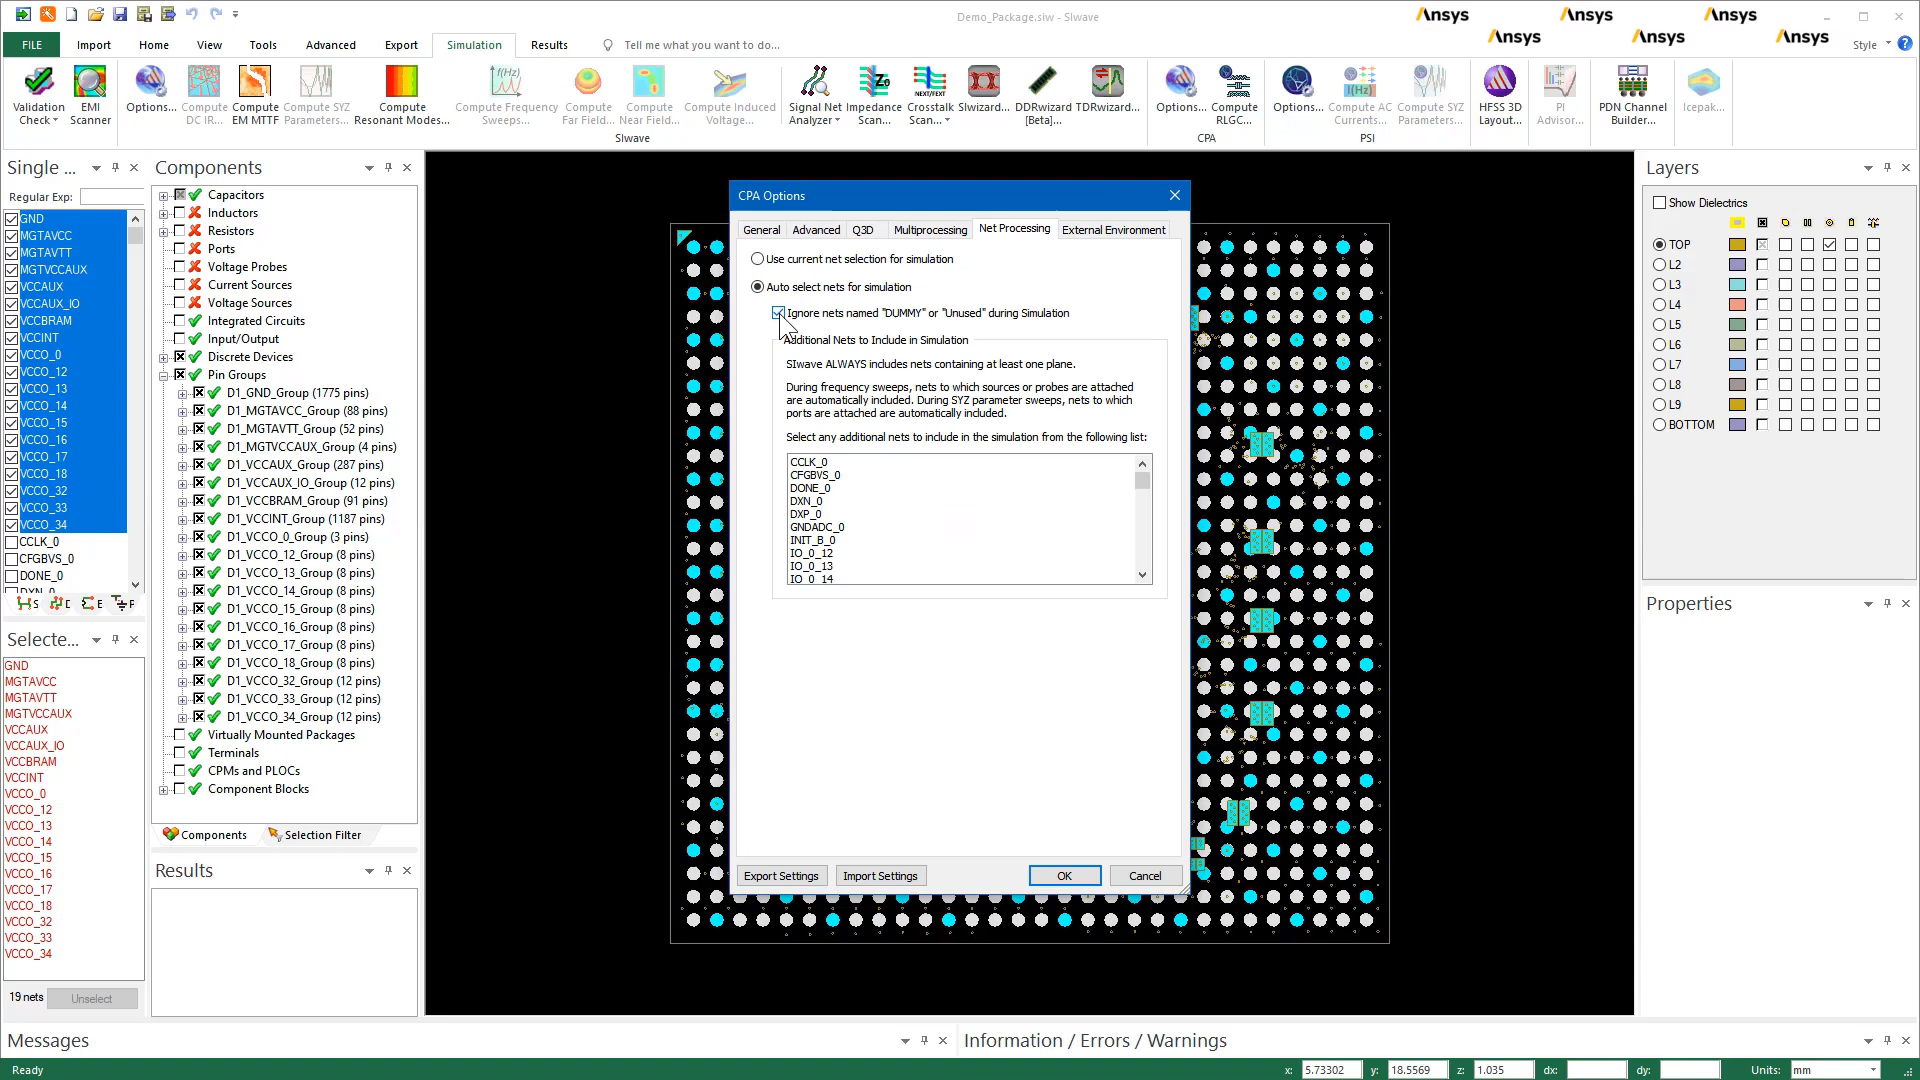 Demo_Package.siw - SIwave
Ansys Ansys Ansys
Ansys Ansys Ansys
FILE Import Home View Tools Advanced Export Simulation Results Tell me what you want to do...
Style
Validation Check
EMI Scanner
Options...
Compute DC IR...
Compute EM MTTF
Compute SYZ Parameters...
Compute Resonant Modes...
Compute Frequency Sweeps...
Compute Far Field...
Compute Near Field...
Compute Induced Voltage...
Signal Net Analyzer
Impedance Scan...
Crosstalk Scan...
SIwizard...
DDRwizard [Beta]...
TDRwizard...
SIwave
Options...
Compute RLGC...
CPA
Options...
Compute AC Currents...
Compute SYZ Parameters...
PSI
HFSS 3D Layout...
PI Advisor...
PDN Channel Builder...
Icepak...
Single ...
Regular Exp:
GND
MGTAVCC
MGTAVTT
MGTVCCAUX
VCCAUX
VCCAUX_IO
VCCBRAM
VCCINT
VCCO_0
VCCO_12
VCCO_13
VCCO_14
VCCO_15
VCCO_16
VCCO_17
VCCO_18
VCCO_32
VCCO_33
VCCO_34
CCLK_0
CFGBVS_0
DONE_0
DXN_0
S
E
P
Selecte...
GND
MGTAVCC
MGTAVTT
MGTVCCAUX
VCCAUX
VCCAUX_IO
VCCBRAM
VCCINT
VCCO_0
VCCO_12
VCCO_13
VCCO_14
VCCO_15
VCCO_16
VCCO_17
VCCO_18
VCCO_32
VCCO_33
VCCO_34
19 nets
Unselect
Components
Capacitors
Inductors
Resistors
Ports
Voltage Probes
Current Sources
Voltage Sources
Integrated Circuits
Input/Output
Discrete Devices
Pin Groups
D1_GND_Group (1775 pins)
D1_MGTAVCC_Group (88 pins)
D1_MGTAVTT_Group (52 pins)
D1_MGTVCCAUX_Group (4 pins)
D1_VCCAUX_Group (287 pins)
D1_VCCAUX_IO_Group (12 pins)
D1_VCCBRAM_Group (91 pins)
D1_VCCINT_Group (1187 pins)
D1_VCCO_0_Group (3 pins)
D1_VCCO_12_Group (8 pins)
D1_VCCO_13_Group (8 pins)
D1_VCCO_14_Group (8 pins)
D1_VCCO_15_Group (8 pins)
D1_VCCO_16_Group (8 pins)
D1_VCCO_17_Group (8 pins)
D1_VCCO_18_Group (8 pins)
D1_VCCO_32_Group (12 pins)
D1_VCCO_33_Group (12 pins)
D1_VCCO_34_Group (12 pins)
Virtually Mounted Packages
Terminals
CPMs and PLOCs
Component Blocks
Components
Selection Filter
Results
CPA Options
General Advanced Q3D Multiprocessing Net Processing External Environment
Use current net selection for simulation
Auto select nets for simulation
Ignore nets named "DUMMY" or "Unused" during Simulation
Additional Nets to Include in Simulation
SIwave ALWAYS includes nets containing at least one plane.
During frequency sweeps, nets to which sources or probes are attached
are automatically included. During SYZ parameter sweeps, nets to which
ports are attached are automatically included.
Select any additional nets to include in the simulation from the following list:
CCLK_0
CFGBVS_0
DONE_0
DXN_0
DXP_0
GNDADC_0
INIT_B_0
IO_0_12
IO_0_13
IO_0_14
Export Settings
Import Settings
OK
Cancel
Layers
Show Dielectrics
TOP
L2
L3
L4
L5
L6
L7
L8
L9
BOTTOM
Properties
Messages
Information / Errors / Warnings
Ready
x: 5.73302 y: 18.5569 z: 1.035 dx: dy: Units: mm